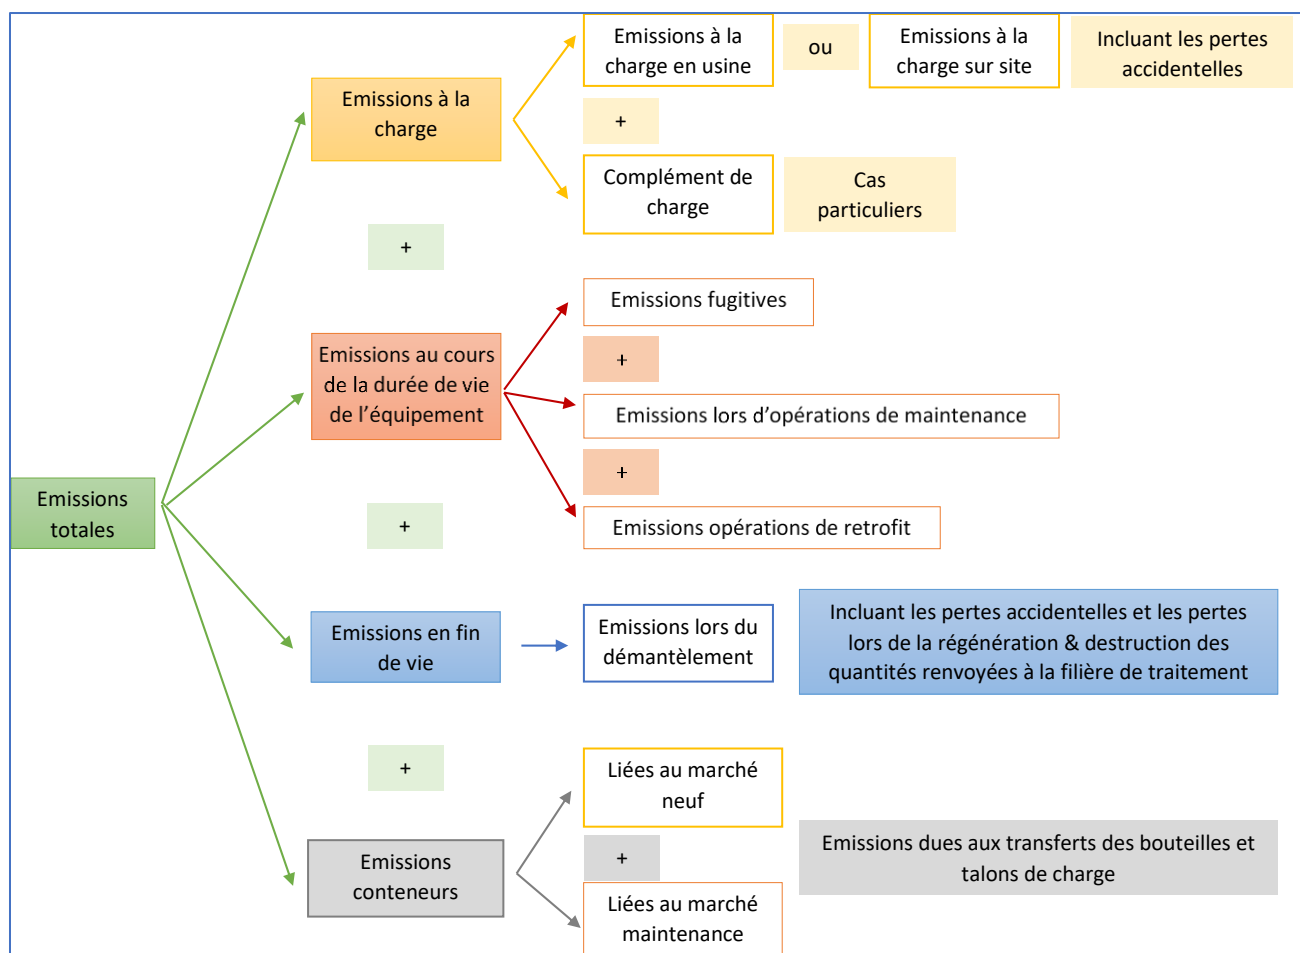 Emissions à la
charge en usine
ou
Emissions à la
charge sur site
Incluant les pertes
accidentelles
Emissions à la
charge
+
Complément de
charge
Cas
particuliers
+
Emissions fugitives
+
Emissions au cours
de la durée de vie
de l’équipement
Emissions lors d’opérations de maintenance
+
Emissions
totales
+
Emissions opérations de retrofit
Emissions en fin
de vie
Emissions lors du
démantèlement
Incluant les pertes accidentelles et les pertes
lors de la régénération & destruction des
quantités renvoyées à la filière de traitement
+
Liées au marché
neuf
+
Emissions dues aux transferts des bouteilles et
talons de charge
Emissions
conteneurs
Liées au marché
maintenance